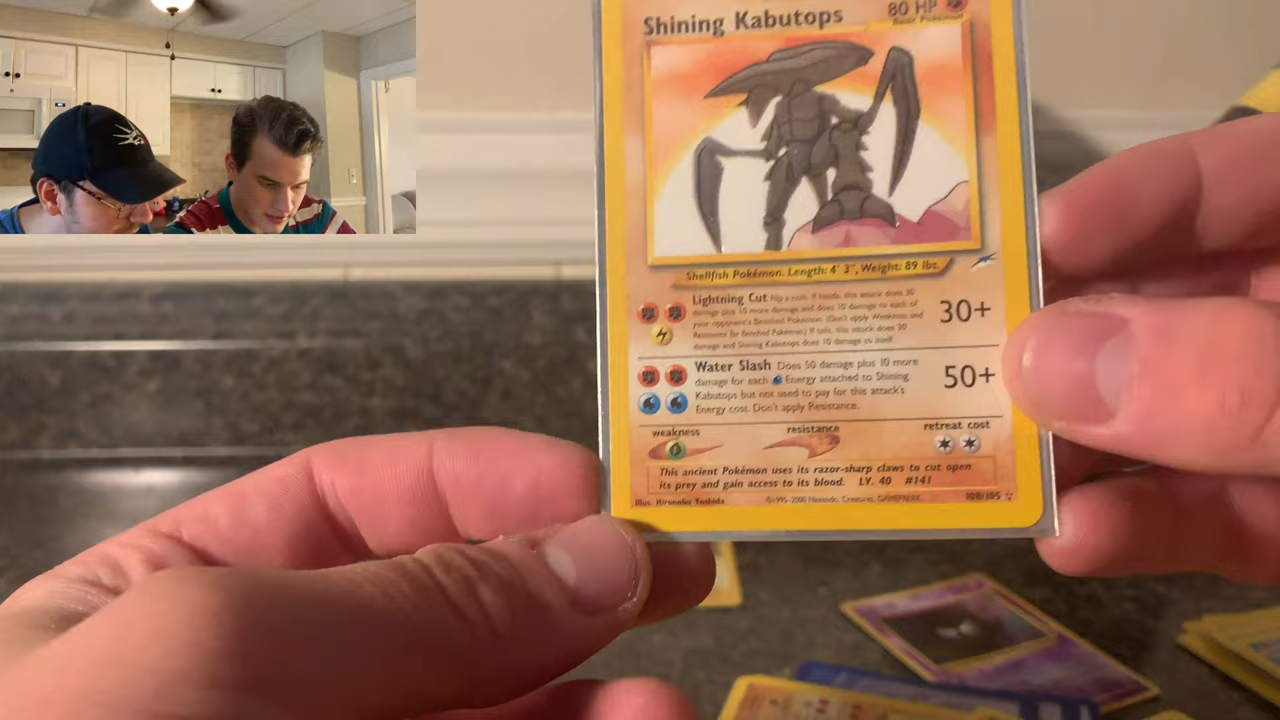 Shining Kabutops
80 HP
Basic Pokémon
Shellfish Pokémon. Length: 4' 3", Weight: 89 lbs.
Lightning Cut Flip a coin. If heads, this attack does 30
damage plus 10 more damage and does 10 damage to each of
your opponent's Benched Pokémon. (Don't apply Weakness and
Resistance for Benched Pokémon.) If tails, this attack does 30
damage and Shining Kabutops does 10 damage to itself.
30+
Water Slash Does 50 damage plus 10 more
damage for each Energy attached to Shining
Kabutops but not used to pay for this attack's
Energy cost. Don't apply Resistance.
50+
weakness
resistance
retreat cost
This ancient Pokémon uses its razor-sharp claws to cut open
its prey and gain access to its blood. LV. 40 #141
Illus. Hironobu Yoshida
©1995-2000 Nintendo, Creatures, GAMEFREAK.
108/105